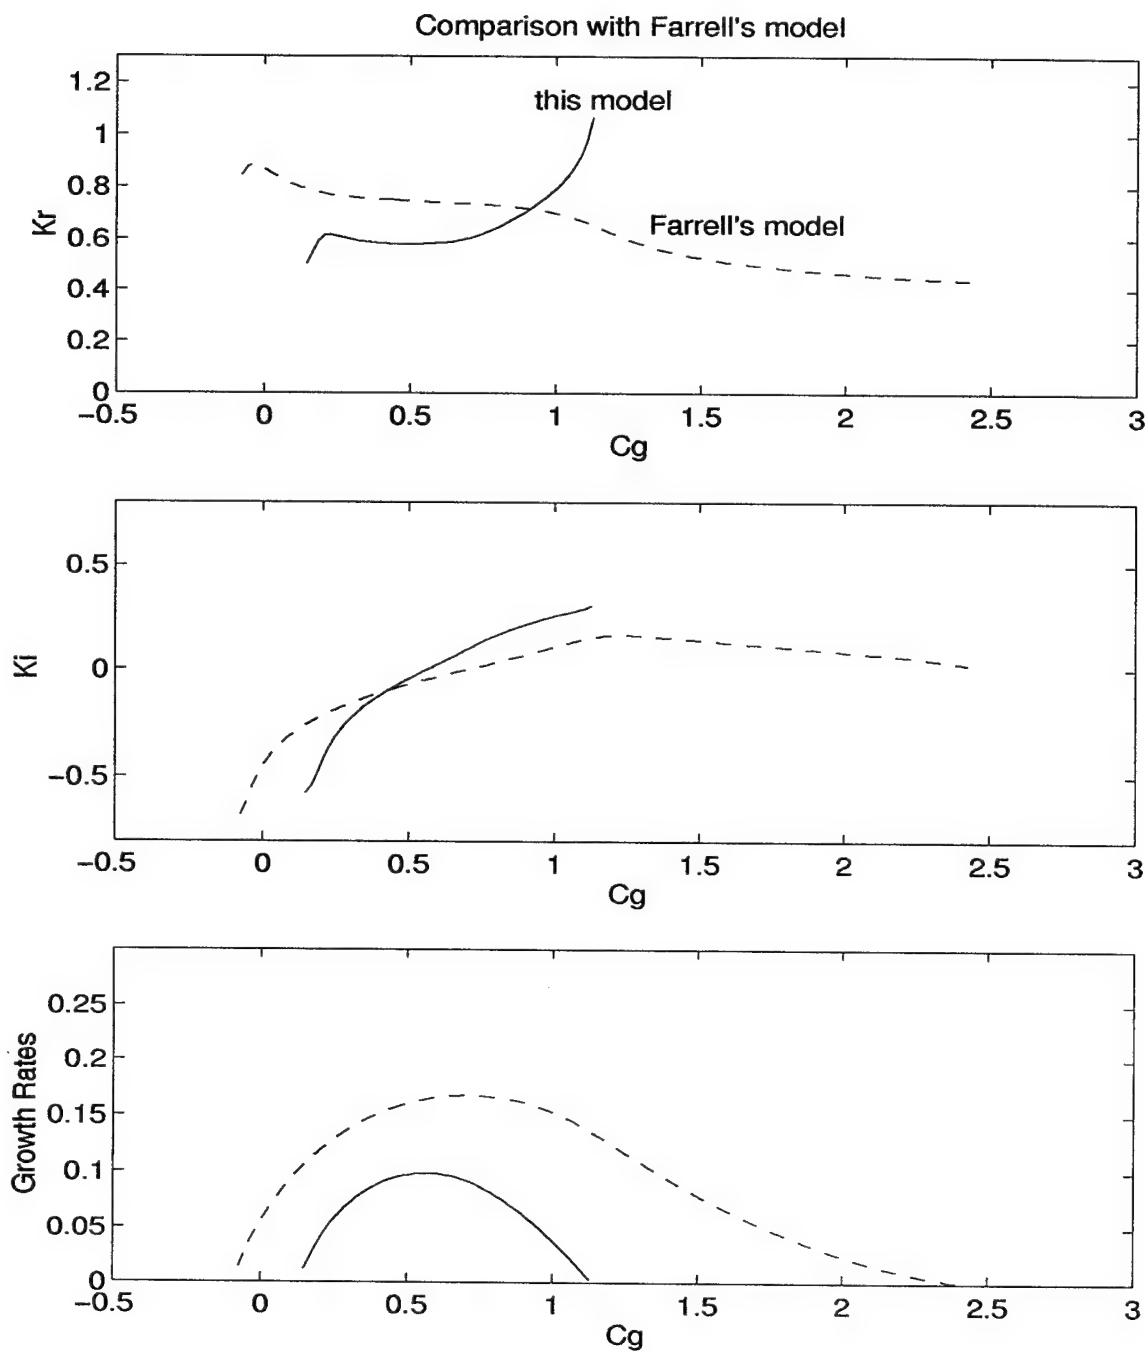 Comparison with Farrell's model
1.2
this model
1
0.8
Kr
Farrell's model
0.6
0.4
0.2
0
−0.5 0 0.5 1 1.5 2 2.5 3
Cg
0.5
Ki
0
−0.5
−0.5 0 0.5 1 1.5 2 2.5 3
Cg
0.25
Growth Rates
0.2
0.15
0.1
0.05
0
−0.5 0 0.5 1 1.5 2 2.5 3
Cg